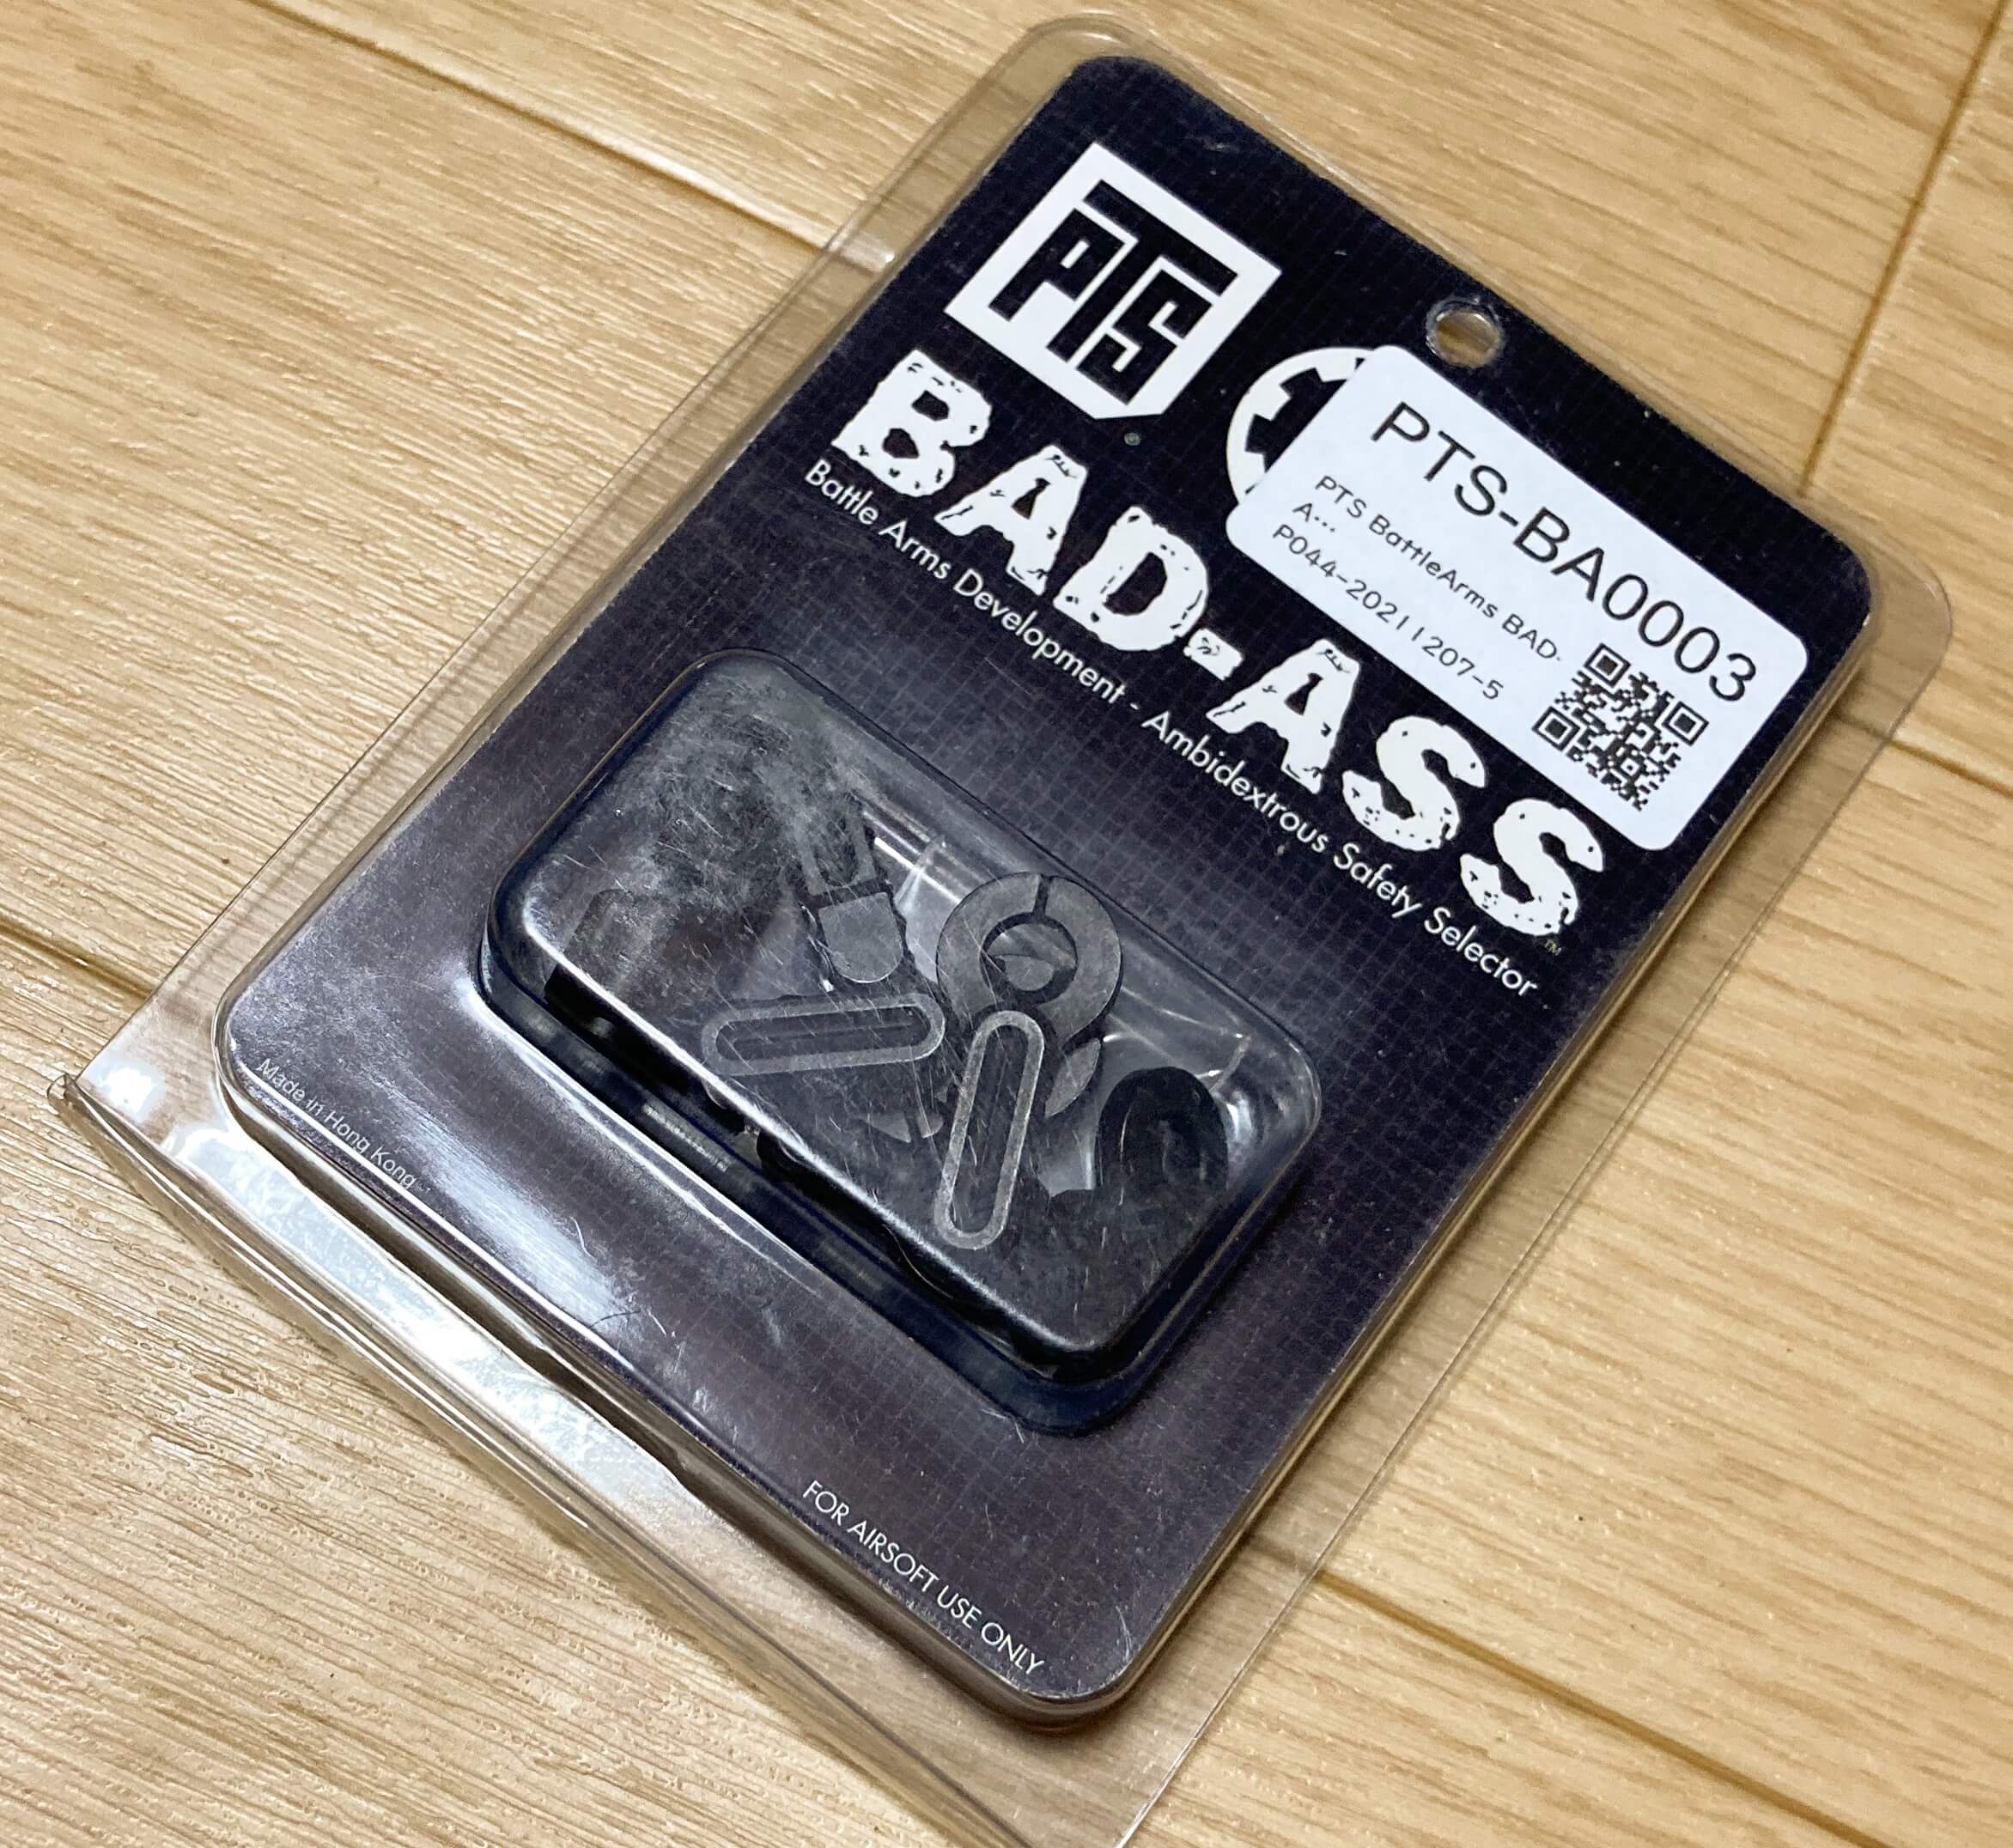 PTS
PTS-BA0003
PTS BattleArms BAD-
A...
P044-20211207-5
BAD-ASS™
Battle Arms Development - Ambidextrous Safety Selector
Made in Hong Kong
FOR AIRSOFT USE ONLY